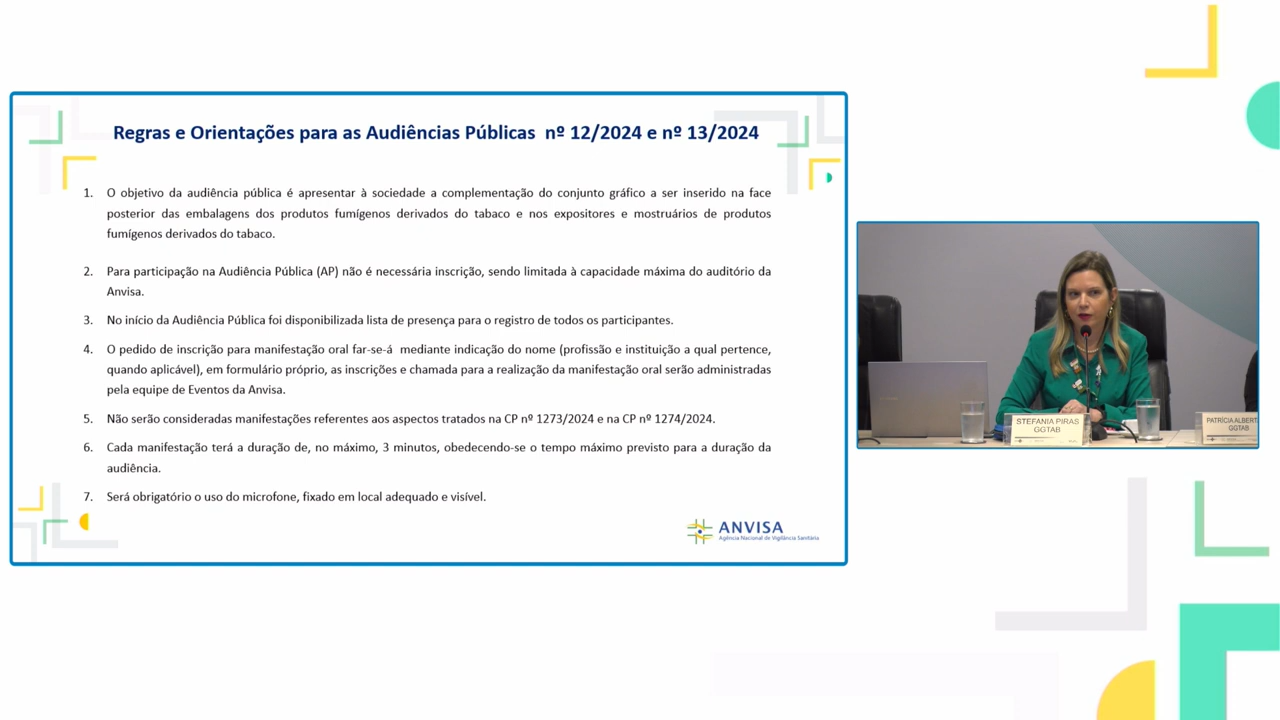 Regras e Orientações para as Audiências Públicas nº 12/2024 e nº 13/2024
1. O objetivo da audiência pública é apresentar à sociedade a complementação do conjunto gráfico a ser inserido na face
posterior das embalagens dos produtos fumígenos derivados do tabaco e nos expositores e mostruários de produtos
fumígenos derivados do tabaco.
2. Para participação na Audiência Pública (AP) não é necessária inscrição, sendo limitada à capacidade máxima do auditório da
Anvisa.
3. No início da Audiência Pública foi disponibilizada lista de presença para o registro de todos os participantes.
4. O pedido de inscrição para manifestação oral far-se-á mediante indicação do nome (profissão e instituição a qual pertence,
quando aplicável), em formulário próprio, as inscrições e chamada para a realização da manifestação oral serão administradas
pela equipe de Eventos da Anvisa.
5. Não serão consideradas manifestações referentes aos aspectos tratados na CP nº 1273/2024 e na CP nº 1274/2024.
6. Cada manifestação terá a duração de, no máximo, 3 minutos, obedecendo-se o tempo máximo previsto para a duração da
audiência.
7. Será obrigatório o uso do microfone, fixado em local adequado e visível.
ANVISA
Agência Nacional de Vigilância Sanitária
STEFANIA PIRAS
GGTAB
PATRÍCIA ALBERT
GGTAB